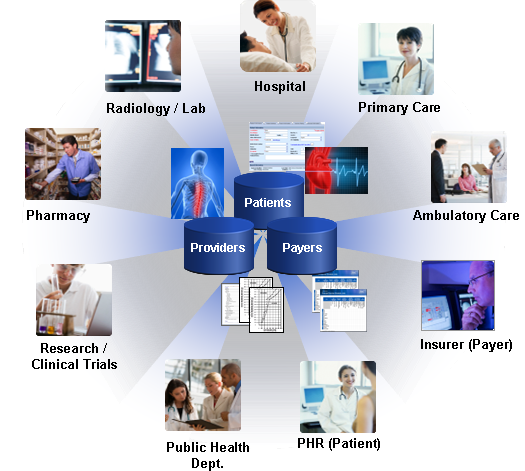 Hospital
Radiology / Lab
Primary Care
Patients
Pharmacy
Ambulatory Care
Providers
Payers
Research /
Clinical Trials
Insurer (Payer)
Public Health
Dept.
PHR (Patient)